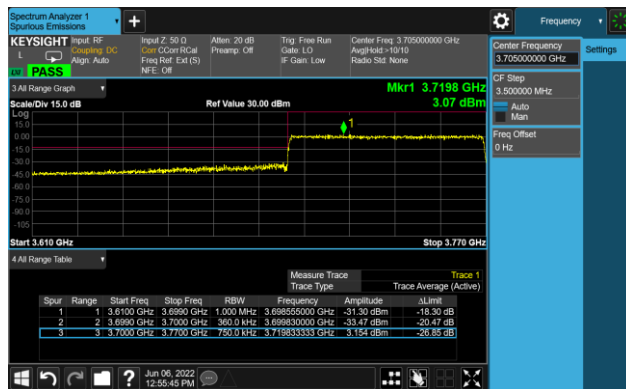 Spectrum Analyzer 1
Spurious Emissions
Frequency
KEYSIGHT Input: RF Input Z: 50 Ω Atten: 20 dB Trig: Free Run Center Freq: 3.705000000 GHz
Coupling: DC Corr CCorr RCal Preamp: Off Gate: LO Avg|Hold:>10/10
Align: Auto Freq Ref: Ext (S) IF Gain: Low Radio Std: None
NFE: Off
PASS
Center Frequency
3.705000000 GHz
Settings
CF Step
3.500000 MHz
Auto
Man
Freq Offset
0 Hz
3 All Range Graph
Mkr1 3.7198 GHz
Scale/Div 15.0 dB Ref Value 30.00 dBm 3.07 dBm
Log
15.0
0.00
-15.0
-30.0
-45.0
-60.0
-75.0
-90.0
-105
1
Start 3.610 GHz Stop 3.770 GHz
4 All Range Table
Measure Trace Trace 1
Trace Type Trace Average (Active)
Spur Range Start Freq Stop Freq RBW Frequency Amplitude ΔLimit
1 1 3.6100 GHz 3.6990 GHz 1.000 MHz 3.698555000 GHz -31.30 dBm -18.30 dB
2 2 3.6990 GHz 3.7000 GHz 360.0 kHz 3.699830000 GHz -33.47 dBm -20.47 dB
3 3 3.7000 GHz 3.7700 GHz 750.0 kHz 3.719833333 GHz 3.154 dBm -26.85 dB
Jun 06, 2022
12:55:45 PM